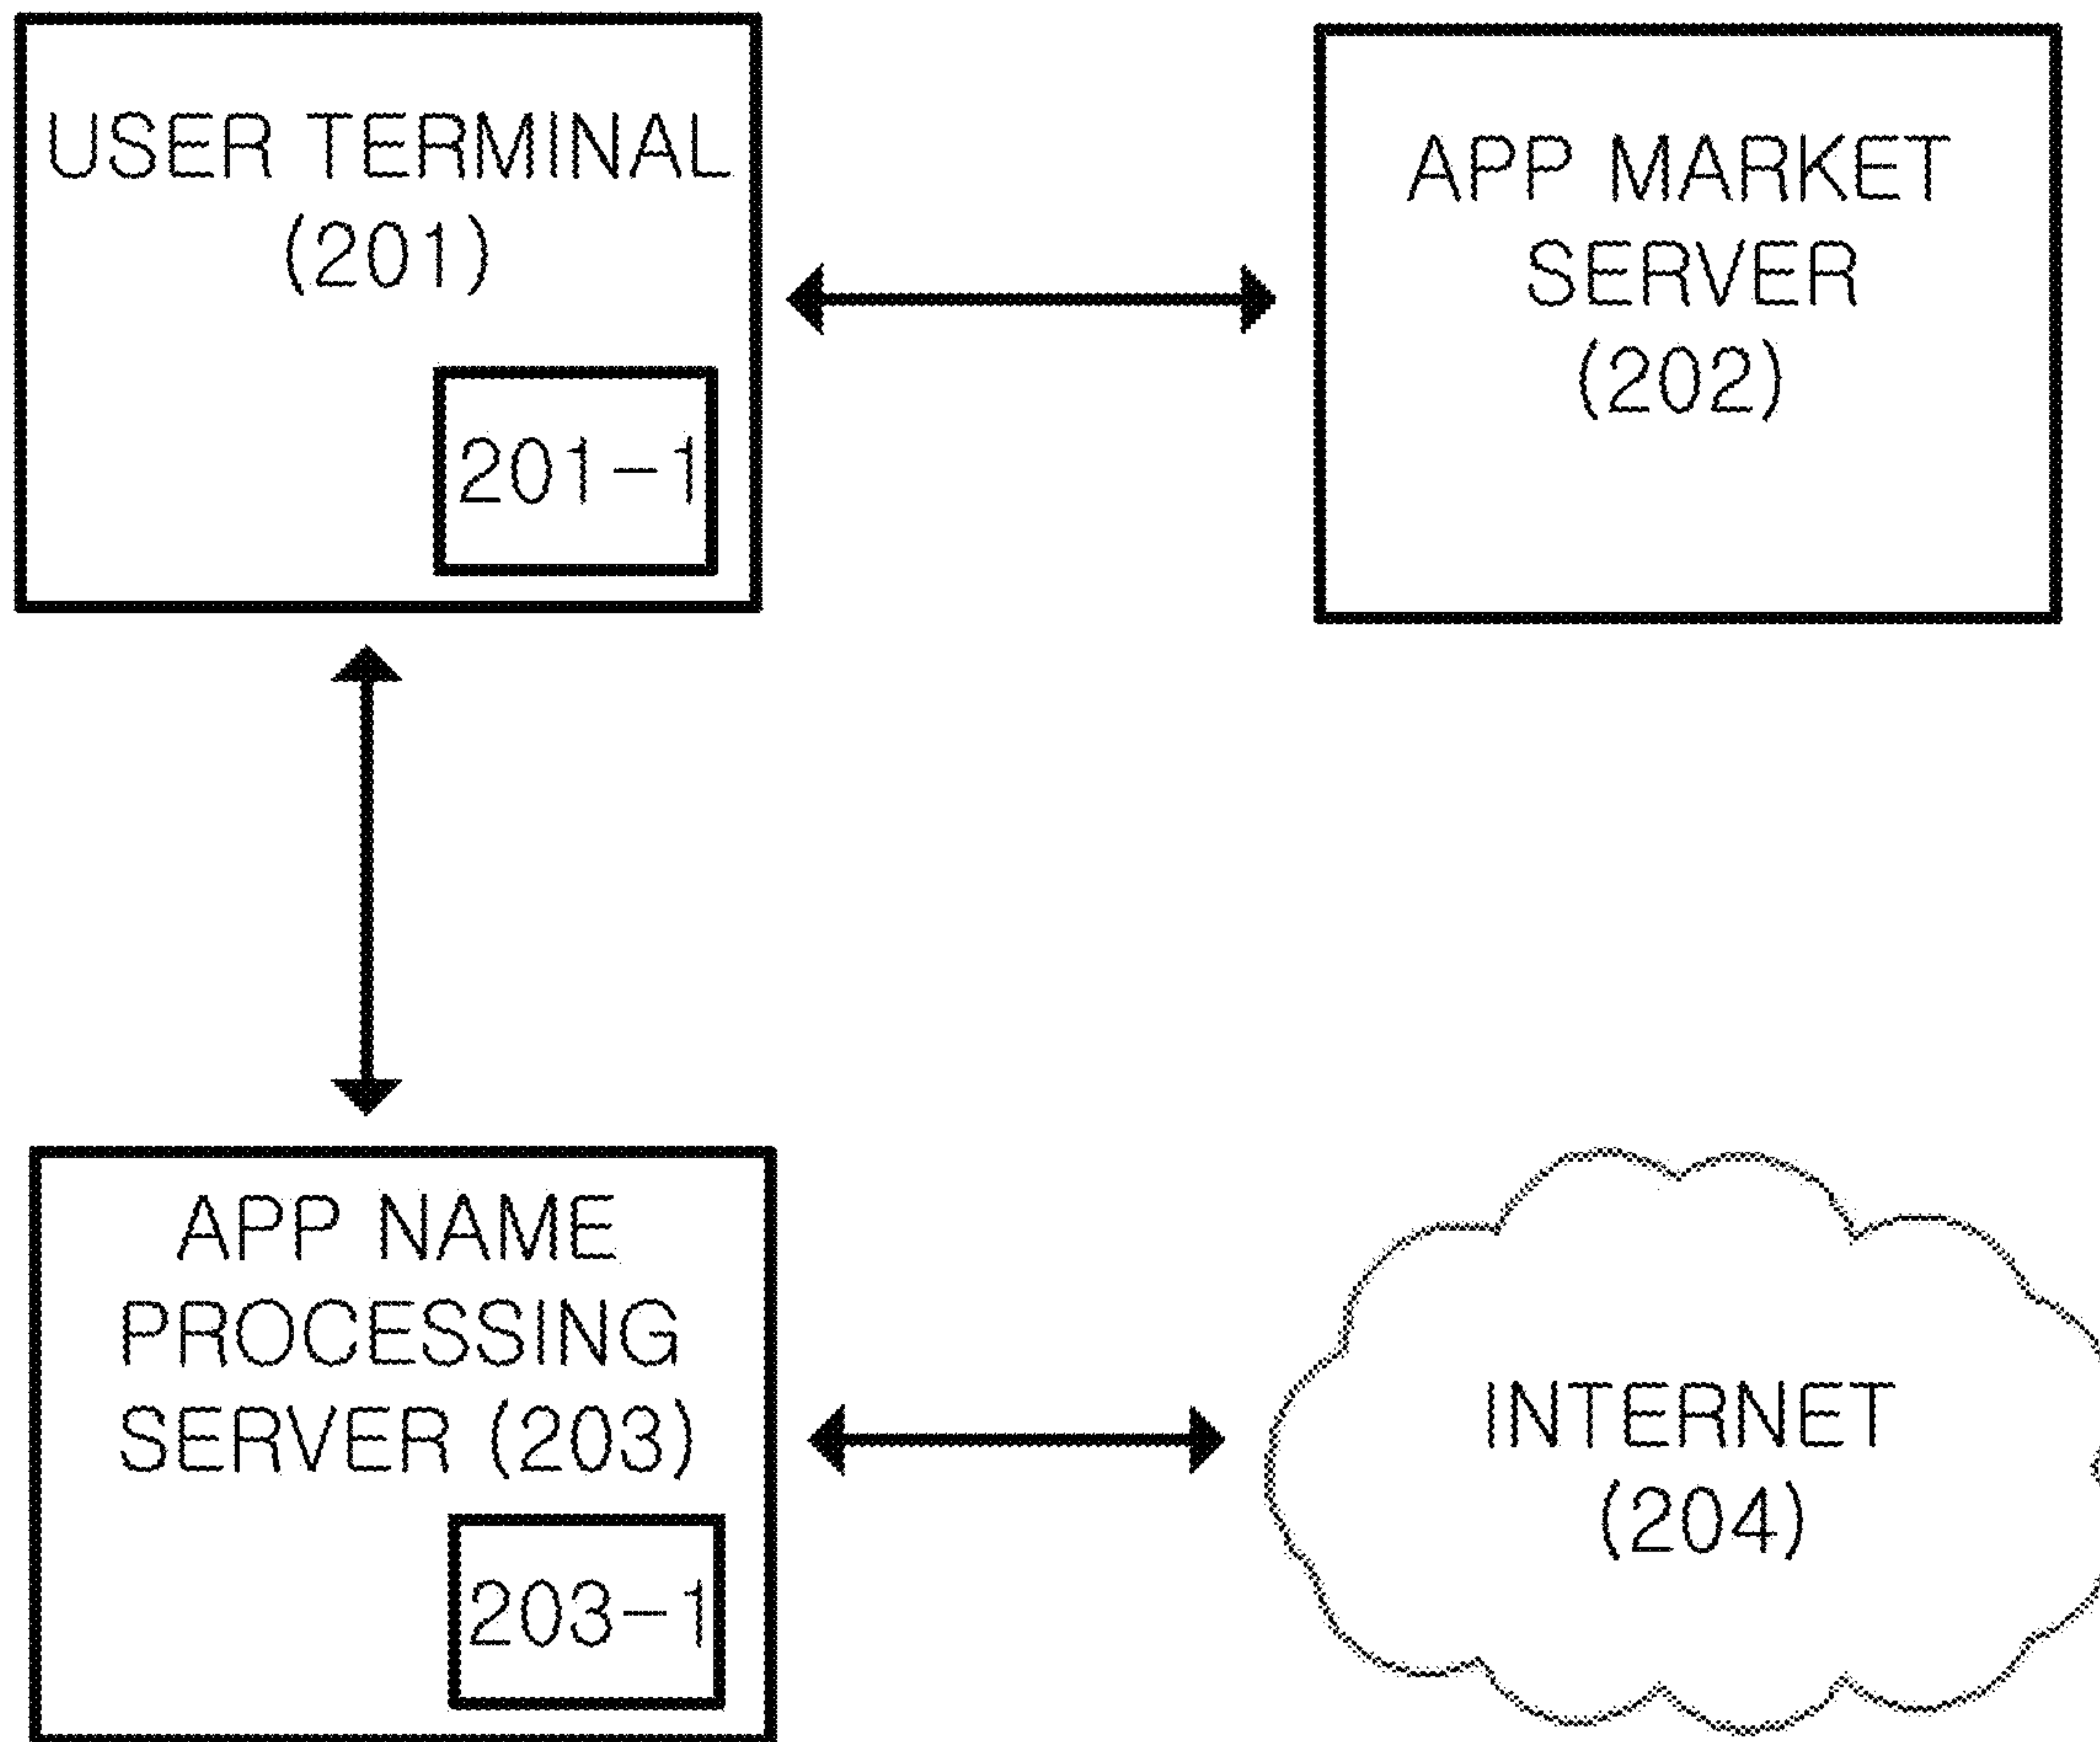 USER TERMINAL
(201)
201-1
APP MARKET
SERVER
(202)
APP NAME
PROCESSING
SERVER (203)
203-1
INTERNET
(204)